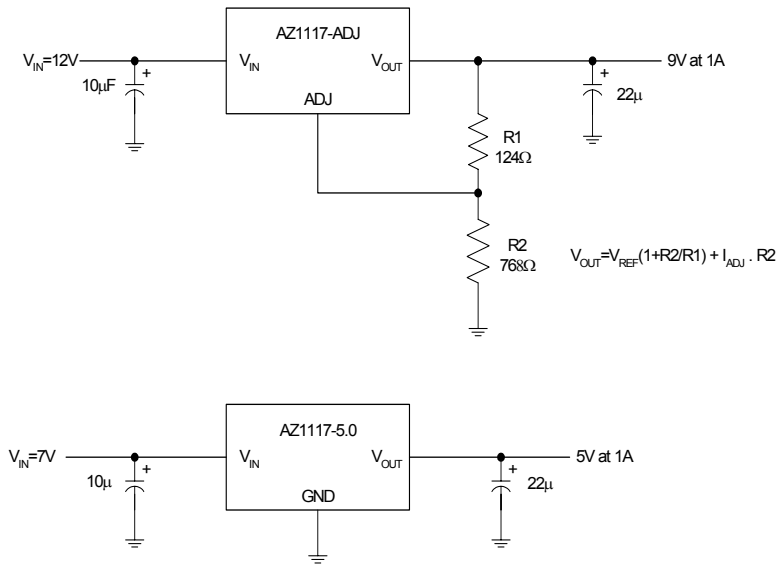 AZ1117-ADJ
V_IN=12V
V_IN
V_OUT
9V at 1A
10μF
+
ADJ
+
22μ
R1
124Ω
R2
768Ω
V_OUT=V_REF(1+R2/R1) + I_ADJ . R2
AZ1117-5.0
V_IN=7V
V_IN
V_OUT
5V at 1A
10μ
+
GND
+
22μ